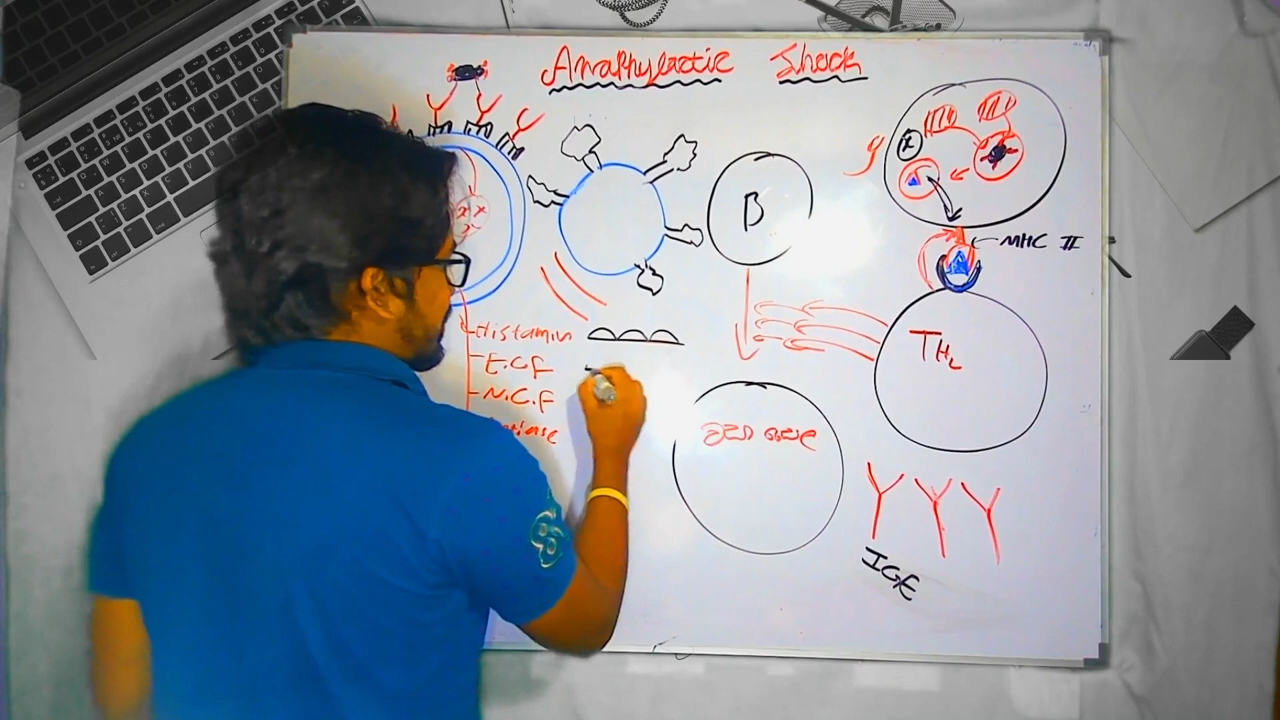 Anaphylactic Shock
B
MHC II
Histamin
E.C.F
N.C.F
TH2
IGE